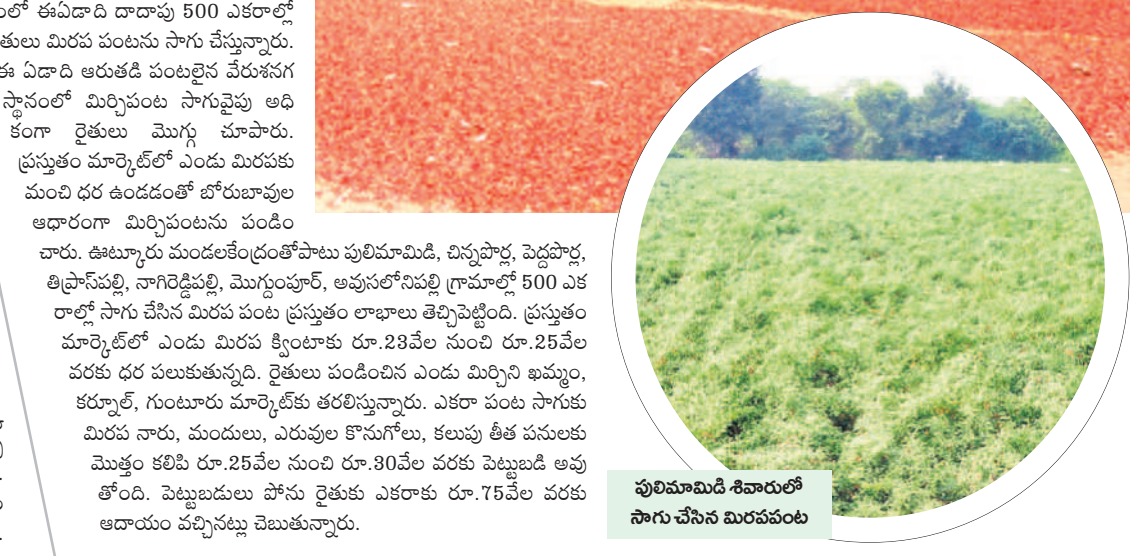 ఈఏడాది దాదాపు 500 ఎకరాల్లో
మిరప పంటను సాగు చేస్తున్నారు.
ఈ ఏడాది ఆరుతడి పంటలైన వేరుశనగ
స్థానంలో మిర్చిపంట సాగువైపు అధి
కంగా రైతులు మొగ్గు చూపారు.
ప్రస్తుతం మార్కెట్‌లో ఎండు మిరపకు
మంచి ధర ఉండడంతో బోరుబావుల
ఆధారంగా మిర్చిపంటను పండిం
చారు. ఊట్కూరు మండలకేంద్రంతోపాటు పులిమామిడి, చిన్నపొర్ల, పెద్దపొర్ల,
తిప్రాస్‌పల్లి, నాగిరెడ్డిపల్లి, మొగ్దుంపూర్, అవుసలోనిపల్లి గ్రామాల్లో 500 ఎక
రాల్లో సాగు చేసిన మిరప పంట ప్రస్తుతం లాభాలు తెచ్చిపెట్టింది. ప్రస్తుతం
మార్కెట్‌లో ఎండు మిరప క్వింటాకు రూ.23వేల నుంచి రూ.25వేల
వరకు ధర పలుకుతున్నది. రైతులు పండించిన ఎండు మిర్చిని ఖమ్మం,
కర్నూల్, గుంటూరు మార్కెట్‌కు తరలిస్తున్నారు. ఎకరా పంట సాగుకు
మిరప నారు, మందులు, ఎరువుల కొనుగోలు, కలుపు తీత పనులకు
మొత్తం కలిపి రూ.25వేల నుంచి రూ.30వేల వరకు పెట్టుబడి అవు
తోంది. పెట్టుబడులు పోను రైతుకు ఎకరాకు రూ.75వేల వరకు
ఆదాయం వచ్చినట్లు చెబుతున్నారు.
పులిమామిడి శివారులో
సాగు చేసిన మిరపపంట